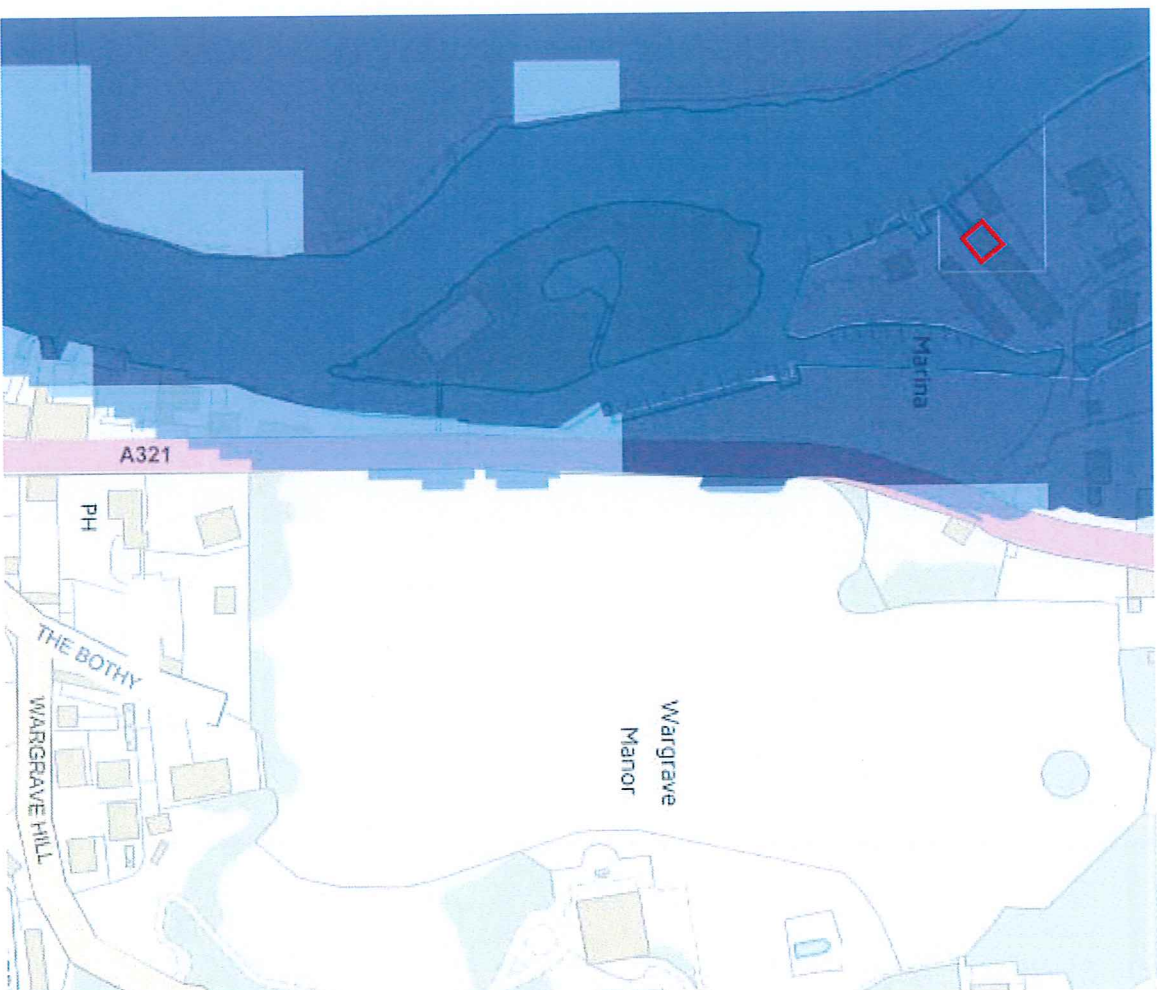 Marina
A321
PH
THE BOTHY
WARGRAVE HILL
Wargrave
Manor